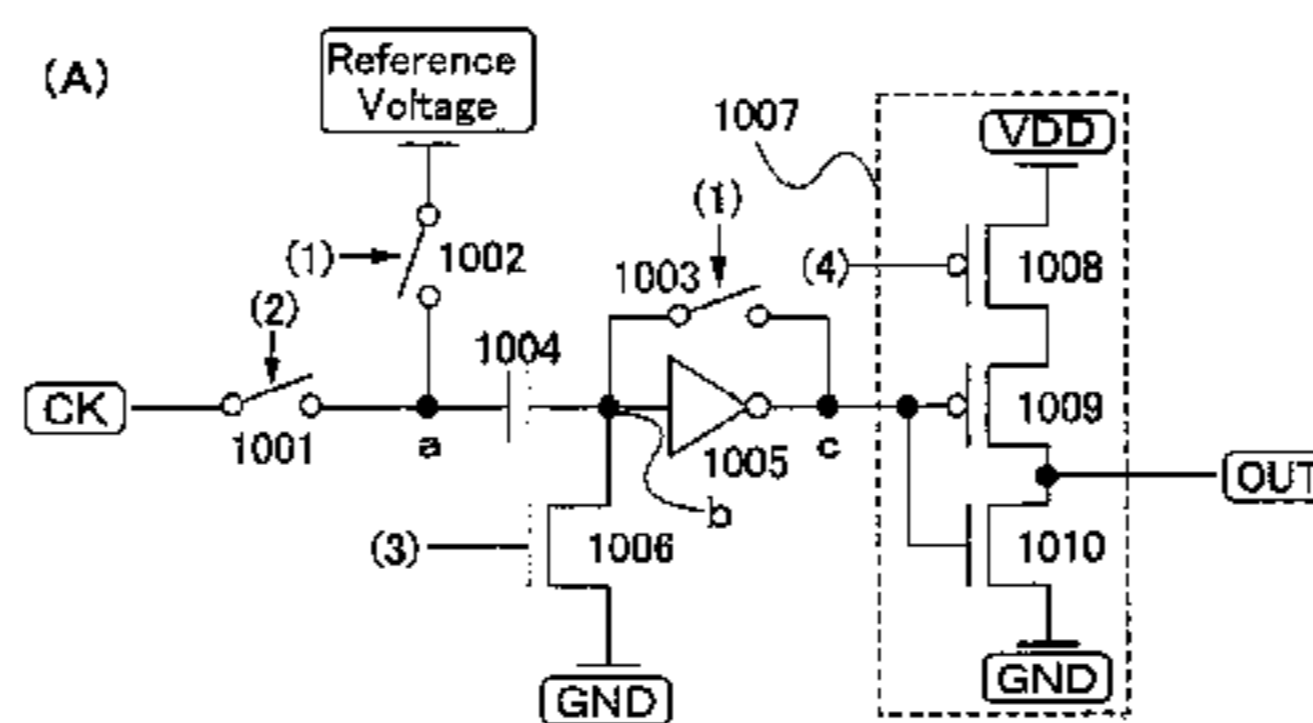 (A)
Reference
Voltage
1007
VDD
(1)
(1)
1002
1003
(4)
1008
(2)
1004
CK
1001
a
1005
c
1009
b
OUT
(3)
1006
1010
GND
GND